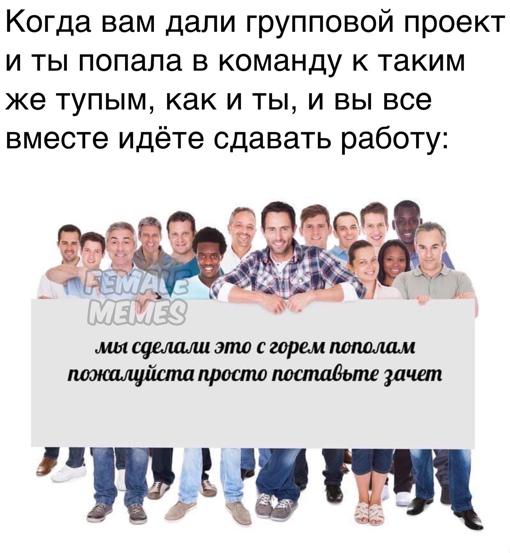 Когда вам дали групповой проект
и ты попала в команду к таким
же тупым, как и ты, и вы все
вместе идёте сдавать работу:
FEMALE
MEMES
мы сделали это с горем пополам
пожалуйста просто поставьте зачет